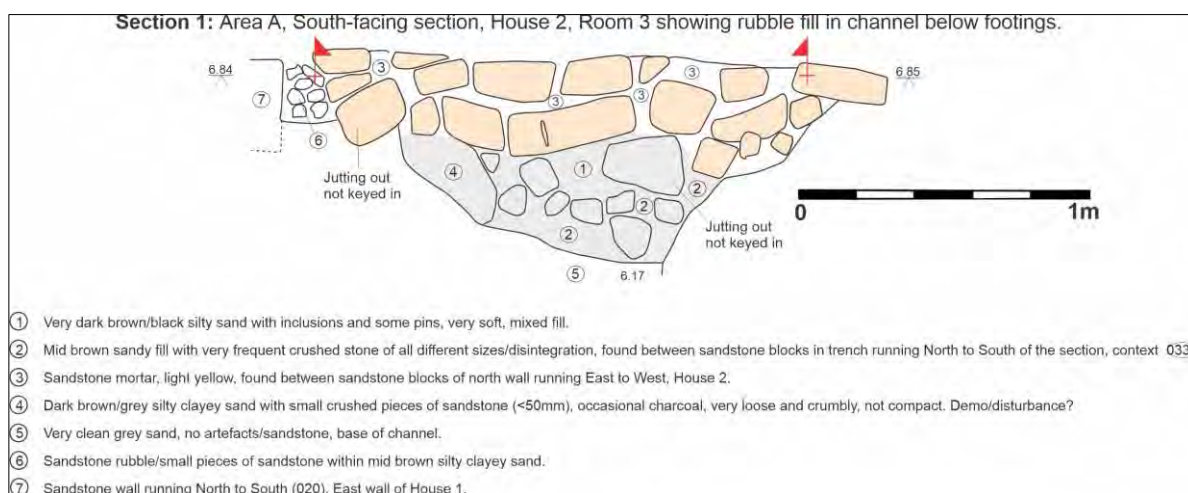 Section 1: Area A, South-facing section, House 2, Room 3 showing rubble fill in channel below footings.
6.84
6.85
3
3
3
3
7
6
Jutting out
not keyed in
4
1
2
2
2
Jutting out
not keyed in
0
1m
5
6.17
1 Very dark brown/black silty sand with inclusions and some pins, very soft, mixed fill.
2 Mid brown sandy fill with very frequent crushed stone of all different sizes/disintegration, found between sandstone blocks in trench running North to South of the section, context 033
3 Sandstone mortar, light yellow, found between sandstone blocks of north wall running East to West, House 2.
4 Dark brown/grey silty clayey sand with small crushed pieces of sandstone (<50mm), occasional charcoal, very loose and crumbly, not compact. Demo/disturbance?
5 Very clean grey sand, no artefacts/sandstone, base of channel.
6 Sandstone rubble/small pieces of sandstone within mid brown silty clayey sand.
7 Sandstone wall running North to South (020), East wall of House 1.